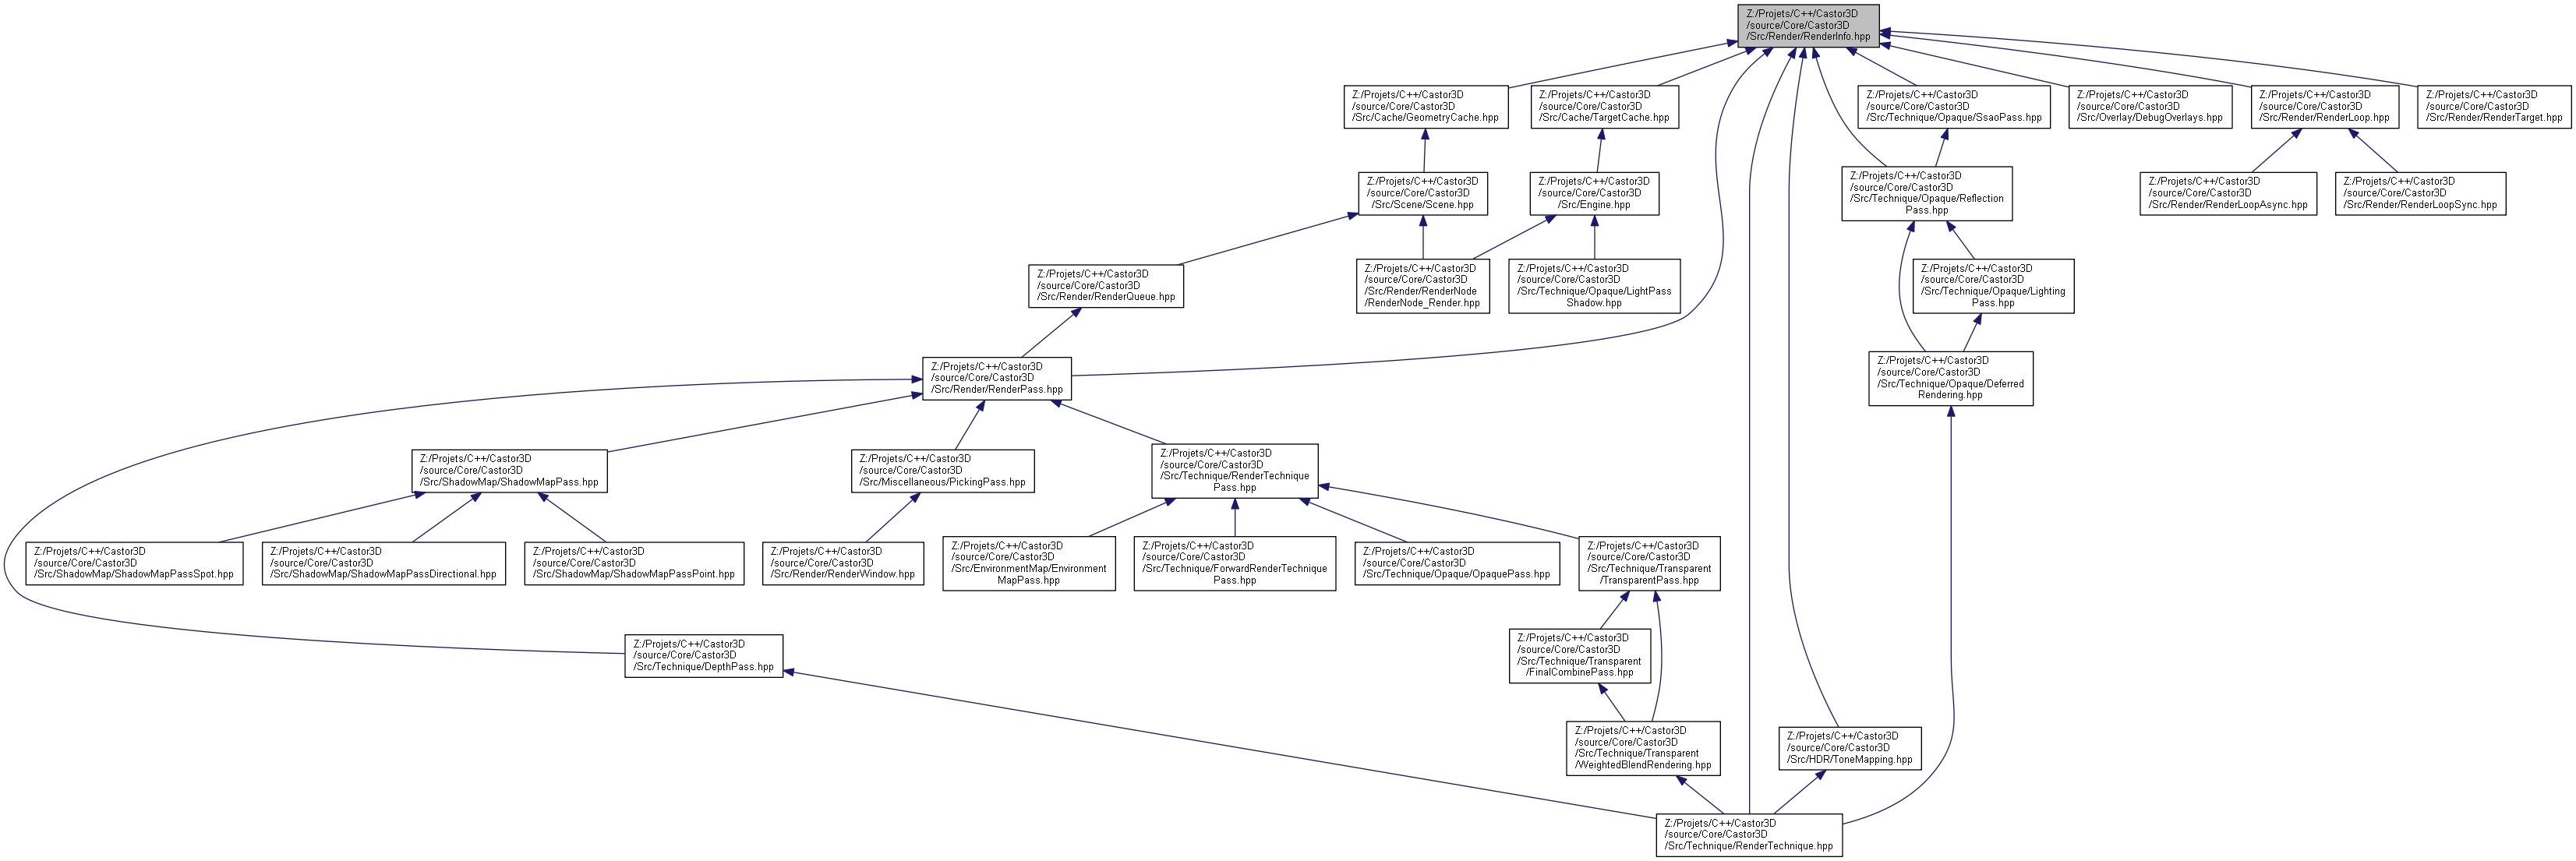 Z:/Projets/C++/Castor3D
/source/Core/Castor3D
/Src/Render/RenderInfo.hpp
Z:/Projets/C++/Castor3D
/source/Core/Castor3D
/Src/Cache/GeometryCache.hpp
Z:/Projets/C++/Castor3D
/source/Core/Castor3D
/Src/Cache/TargetCache.hpp
Z:/Projets/C++/Castor3D
/source/Core/Castor3D
/Src/Technique/Opaque/SsaoPass.hpp
Z:/Projets/C++/Castor3D
/source/Core/Castor3D
/Src/Overlay/DebugOverlays.hpp
Z:/Projets/C++/Castor3D
/source/Core/Castor3D
/Src/Render/RenderLoop.hpp
Z:/Projets/C++/Castor3D
/source/Core/Castor3D
/Src/Render/RenderTarget.hpp
Z:/Projets/C++/Castor3D
/source/Core/Castor3D
/Src/Scene/Scene.hpp
Z:/Projets/C++/Castor3D
/source/Core/Castor3D
/Src/Engine.hpp
Z:/Projets/C++/Castor3D
/source/Core/Castor3D
/Src/Technique/Opaque/Reflection
Pass.hpp
Z:/Projets/C++/Castor3D
/source/Core/Castor3D
/Src/Render/RenderLoopAsync.hpp
Z:/Projets/C++/Castor3D
/source/Core/Castor3D
/Src/Render/RenderLoopSync.hpp
Z:/Projets/C++/Castor3D
/source/Core/Castor3D
/Src/Render/RenderQueue.hpp
Z:/Projets/C++/Castor3D
/source/Core/Castor3D
/Src/Render/RenderNode
/RenderNode_Render.hpp
Z:/Projets/C++/Castor3D
/source/Core/Castor3D
/Src/Technique/Opaque/LightPass
Shadow.hpp
Z:/Projets/C++/Castor3D
/source/Core/Castor3D
/Src/Technique/Opaque/Lighting
Pass.hpp
Z:/Projets/C++/Castor3D
/source/Core/Castor3D
/Src/Render/RenderPass.hpp
Z:/Projets/C++/Castor3D
/source/Core/Castor3D
/Src/Technique/Opaque/Deferred
Rendering.hpp
Z:/Projets/C++/Castor3D
/source/Core/Castor3D
/Src/ShadowMap/ShadowMapPass.hpp
Z:/Projets/C++/Castor3D
/source/Core/Castor3D
/Src/Miscellaneous/PickingPass.hpp
Z:/Projets/C++/Castor3D
/source/Core/Castor3D
/Src/Technique/RenderTechnique
Pass.hpp
Z:/Projets/C++/Castor3D
/source/Core/Castor3D
/Src/ShadowMap/ShadowMapPassSpot.hpp
Z:/Projets/C++/Castor3D
/source/Core/Castor3D
/Src/ShadowMap/ShadowMapPassDirectional.hpp
Z:/Projets/C++/Castor3D
/source/Core/Castor3D
/Src/ShadowMap/ShadowMapPassPoint.hpp
Z:/Projets/C++/Castor3D
/source/Core/Castor3D
/Src/Render/RenderWindow.hpp
Z:/Projets/C++/Castor3D
/source/Core/Castor3D
/Src/EnvironmentMap/Environment
MapPass.hpp
Z:/Projets/C++/Castor3D
/source/Core/Castor3D
/Src/Technique/ForwardRenderTechnique
Pass.hpp
Z:/Projets/C++/Castor3D
/source/Core/Castor3D
/Src/Technique/Opaque/OpaquePass.hpp
Z:/Projets/C++/Castor3D
/source/Core/Castor3D
/Src/Technique/Transparent
/TransparentPass.hpp
Z:/Projets/C++/Castor3D
/source/Core/Castor3D
/Src/Technique/DepthPass.hpp
Z:/Projets/C++/Castor3D
/source/Core/Castor3D
/Src/Technique/Transparent
/FinalCombinePass.hpp
Z:/Projets/C++/Castor3D
/source/Core/Castor3D
/Src/Technique/Transparent
/WeightedBlendRendering.hpp
Z:/Projets/C++/Castor3D
/source/Core/Castor3D
/Src/HDR/ToneMapping.hpp
Z:/Projets/C++/Castor3D
/source/Core/Castor3D
/Src/Technique/RenderTechnique.hpp